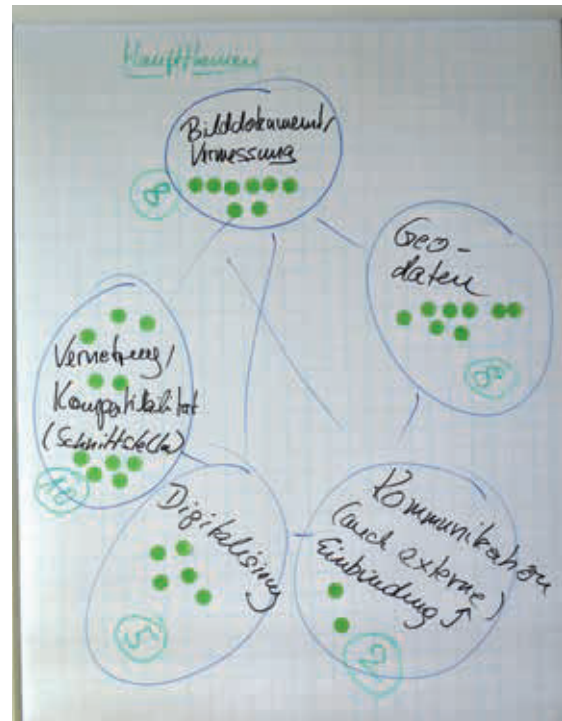 Hauptthemen
Bilddokument/
Vermessung
8
Geo-
daten
8
Vernetzung/
Kompatibilität
(Schnittstelle)
10
Digitalisierung
5
Kommunikation
(auch externe)
Einbindung ↑
2